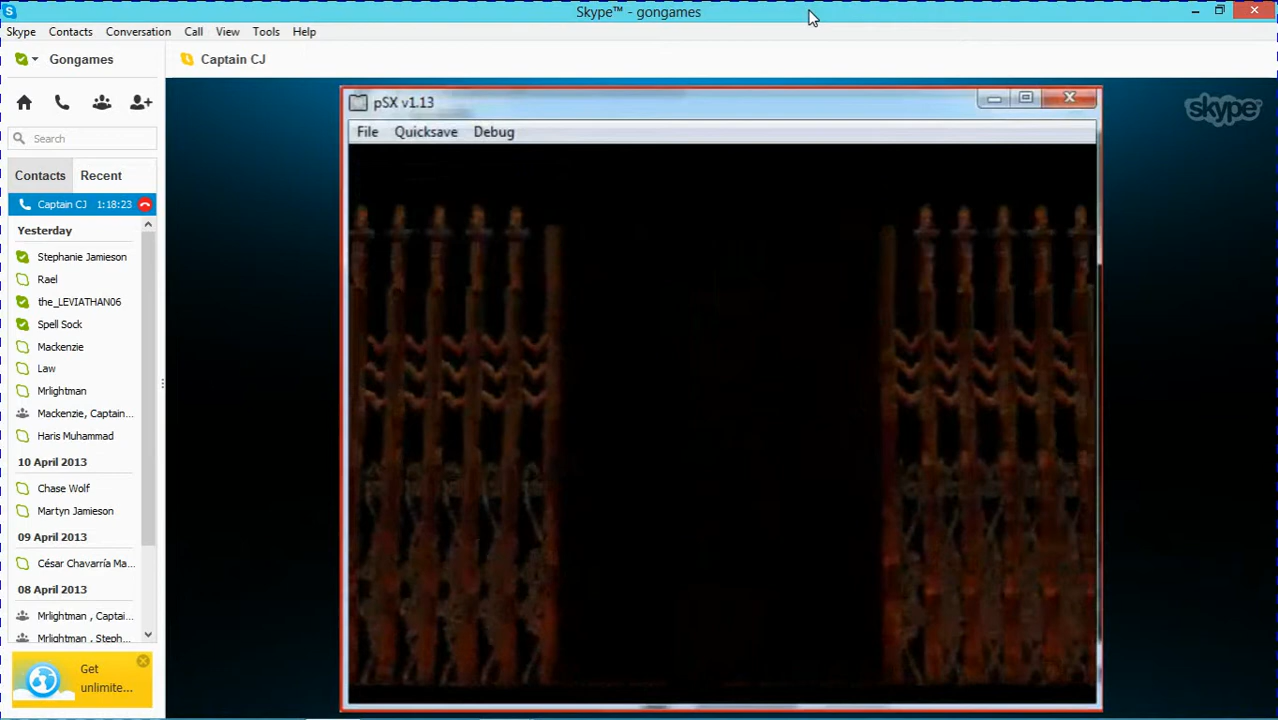 Skype™ - gongames
Skype Contacts Conversation Call View Tools Help
Gongames
Captain CJ
Search
Contacts Recent
Captain CJ 1:18:23
Yesterday
Stephanie Jamieson
Rael
the_LEVIATHAN06
Spell Sock
Mackenzie
Law
Mrlightman
Mackenzie, Captain...
Haris Muhammad
10 April 2013
Chase Wolf
Martyn Jamieson
09 April 2013
César Chavarría Ma...
08 April 2013
Mrlightman , Captai...
Mrlightman , Steph...
Get
unlimite...
pSX v1.13
File Quicksave Debug
skype